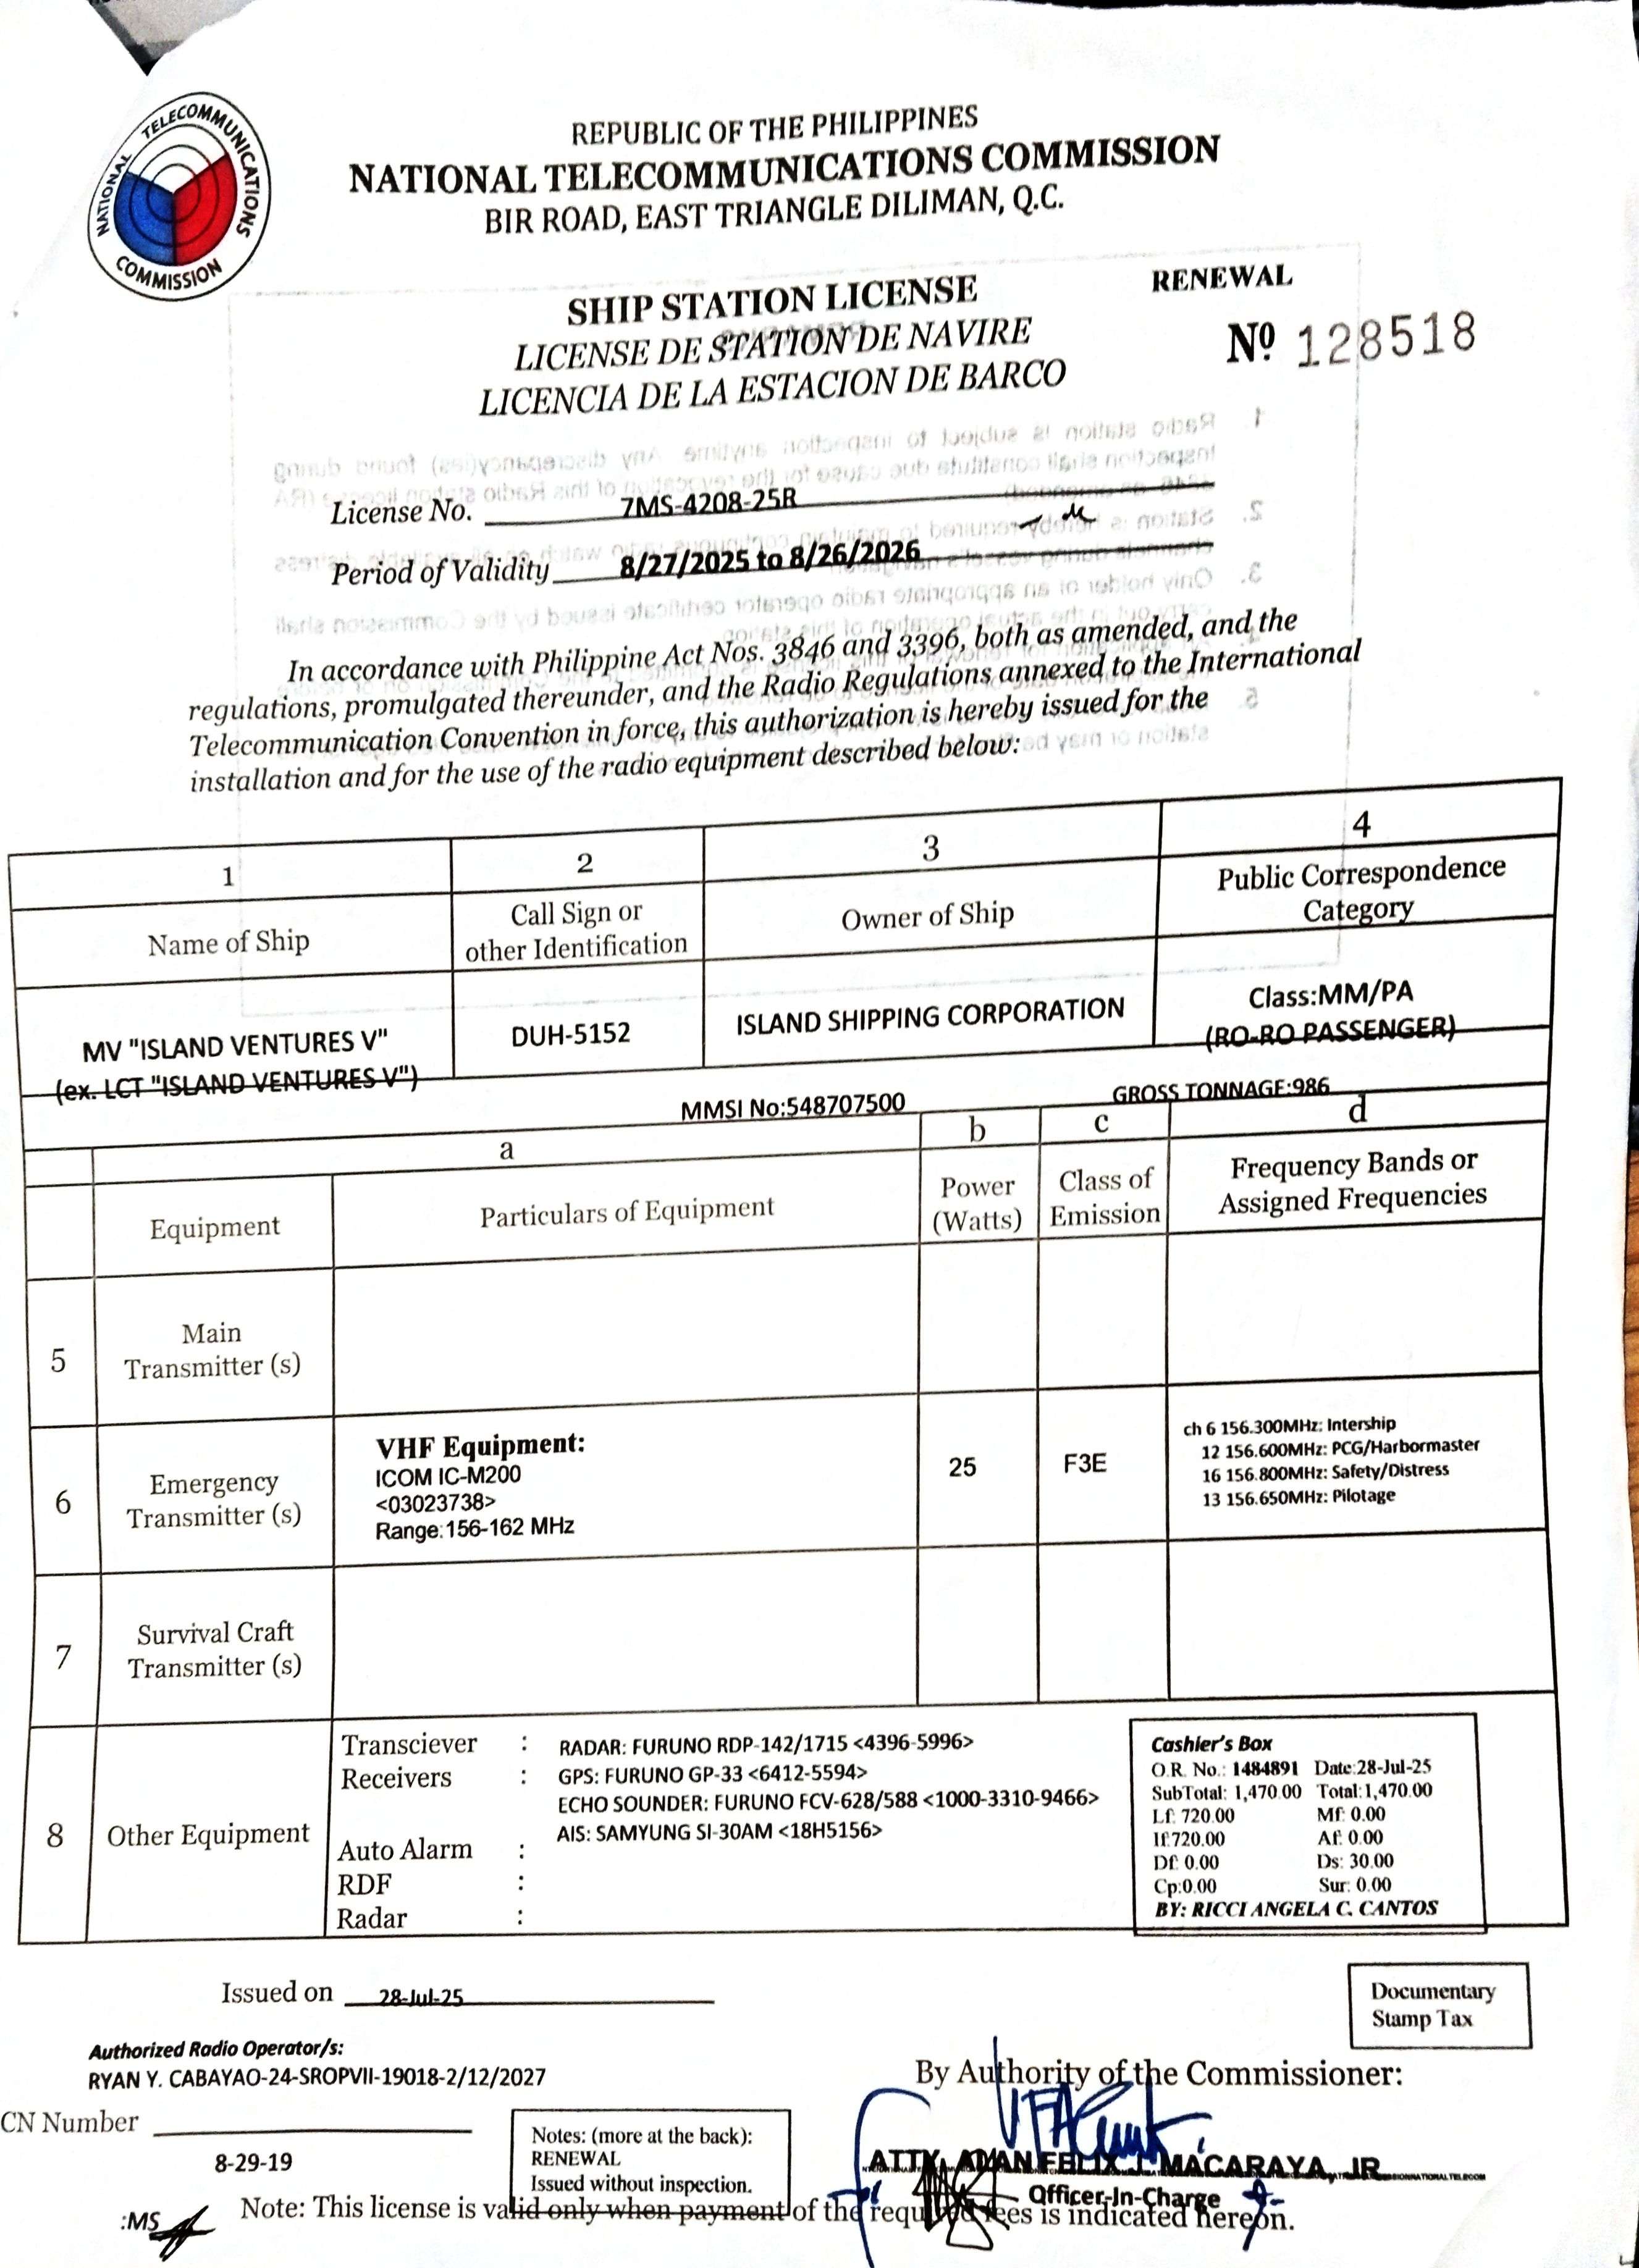 NATIONAL TELECOMMUNICATIONS COMMISSION
REPUBLIC OF THE PHILIPPINES
NATIONAL TELECOMMUNICATIONS COMMISSION
BIR ROAD, EAST TRIANGLE DILIMAN, Q.C.
RENEWAL
SHIP STATION LICENSE
LICENSE DE STATION DE NAVIRE
Nº 128518
LICENCIA DE LA ESTACION DE BARCO
License No. 7MS-4208-25R
Period of Validity 8/27/2025 to 8/26/2026
In accordance with Philippine Act Nos. 3846 and 3396, both as amended, and the
regulations, promulgated thereunder, and the Radio Regulations annexed to the International
Telecommunication Convention in force, this authorization is hereby issued for the
installation and for the use of the radio equipment described below:
1 2 3 4
Name of Ship
Call Sign or
other Identification
Owner of Ship
Public Correspondence
Category
MV "ISLAND VENTURES V"
(ex. LCT "ISLAND VENTURES V")
DUH-5152
ISLAND SHIPPING CORPORATION
Class:MM/PA
(RO-RO PASSENGER)
MMSI No:548707500
GROSS TONNAGE:986
a b c d
Equipment
Particulars of Equipment
Power
(Watts)
Class of
Emission
Frequency Bands or
Assigned Frequencies
5
Main
Transmitter (s)
6
Emergency
Transmitter (s)
VHF Equipment:
ICOM IC-M200
<03023738>
Range:156-162 MHz
25
F3E
ch 6 156.300MHz: Intership
12 156.600MHz: PCG/Harbormaster
16 156.800MHz: Safety/Distress
13 156.650MHz: Pilotage
7
Survival Craft
Transmitter (s)
8
Other Equipment
Transciever : RADAR: FURUNO RDP-142/1715 <4396-5996>
Receivers : GPS: FURUNO GP-33 <6412-5594>
ECHO SOUNDER: FURUNO FCV-628/588 <1000-3310-9466>
AIS: SAMYUNG SI-30AM <18H5156>
Auto Alarm :
RDF :
Radar :
Cashier's Box
O.R. No.: 1484891 Date:28-Jul-25
SubTotal: 1,470.00 Total:1,470.00
Lf: 720.00 Mf: 0.00
If:720.00 Af: 0.00
Df: 0.00 Ds: 30.00
Cp:0.00 Sur: 0.00
BY: RICCI ANGELA C. CANTOS
Issued on 28-Jul-25
Documentary
Stamp Tax
Authorized Radio Operator/s:
RYAN Y. CABAYAO-24-SROPVII-19018-2/12/2027
By Authority of the Commissioner:
CN Number
8-29-19
Notes: (more at the back):
RENEWAL
Issued without inspection.
ATTY. ALAN FELIX MACARAYA, JR
Officer-In-Charge
:MS
Note: This license is valid only when payment of the required fees is indicated hereon.